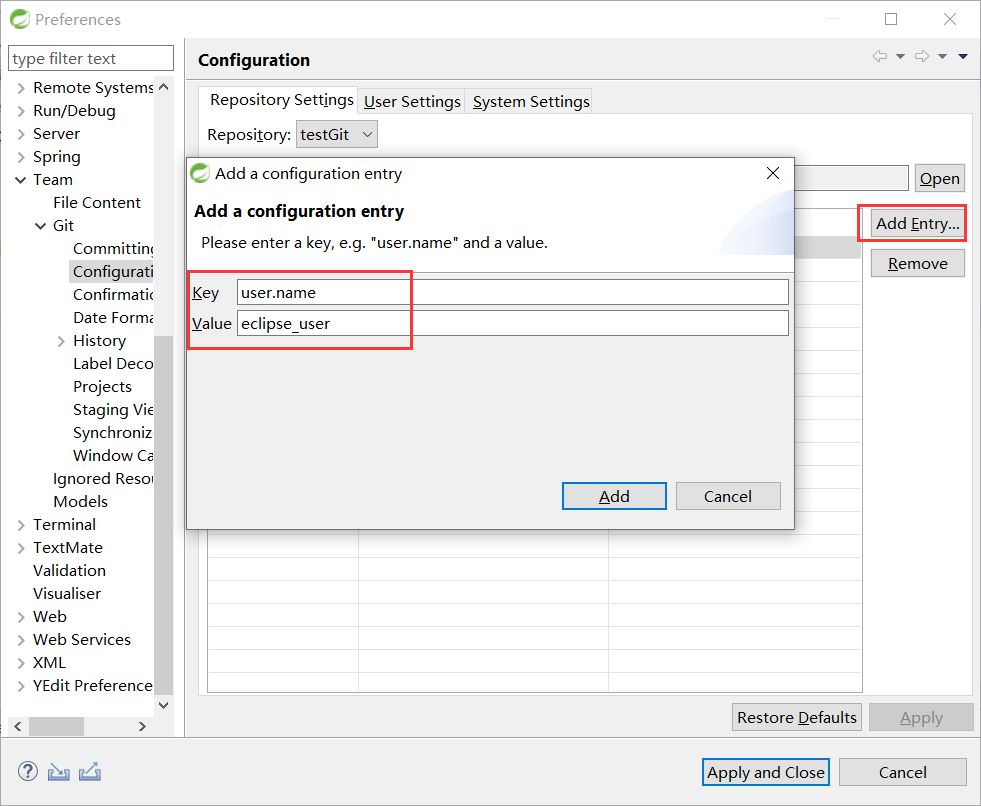 Preferences
type filter text
Remote Systems
Run/Debug
Server
Spring
Team
File Content
Git
Committing
Configurati
Confirmatio
Date Forma
History
Label Deco
Projects
Staging Vie
Synchroniz
Window Ca
Ignored Resou
Models
Terminal
TextMate
Validation
Visualiser
Web
Web Services
XML
YEdit Preference
Configuration
Repository Settings User Settings System Settings
Repository: testGit
Open
Add Entry...
Remove
Add a configuration entry
Add a configuration entry
Please enter a key, e.g. "user.name" and a value.
Key user.name
Value eclipse_user
Add Cancel
Restore Defaults Apply
Apply and Close Cancel